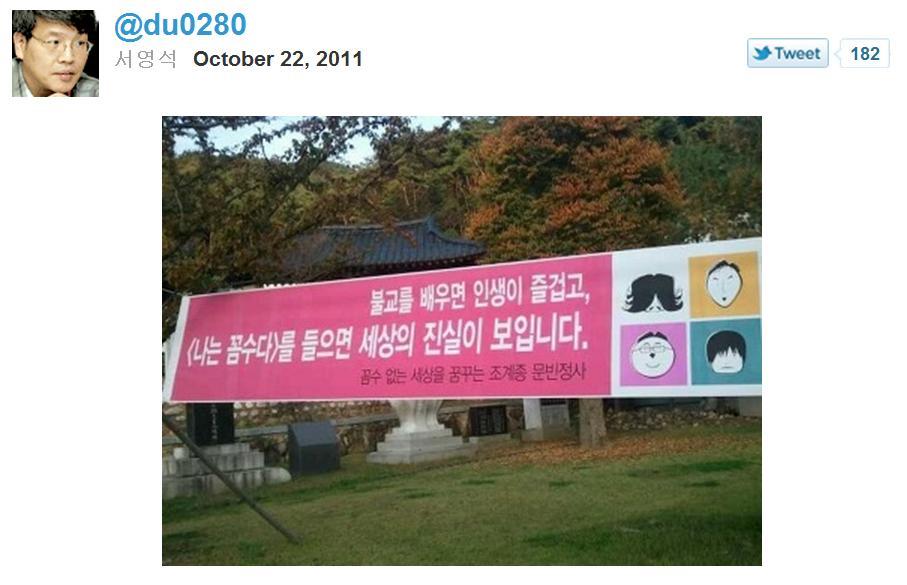 @du0280
서영석 October 22, 2011
Tweet 182
불교를 배우면 인생이 즐겁고,
<나는 꼼수다>를 들으면 세상의 진실이 보입니다.
꼼수 없는 세상을 꿈꾸는 조계종 문빈정사